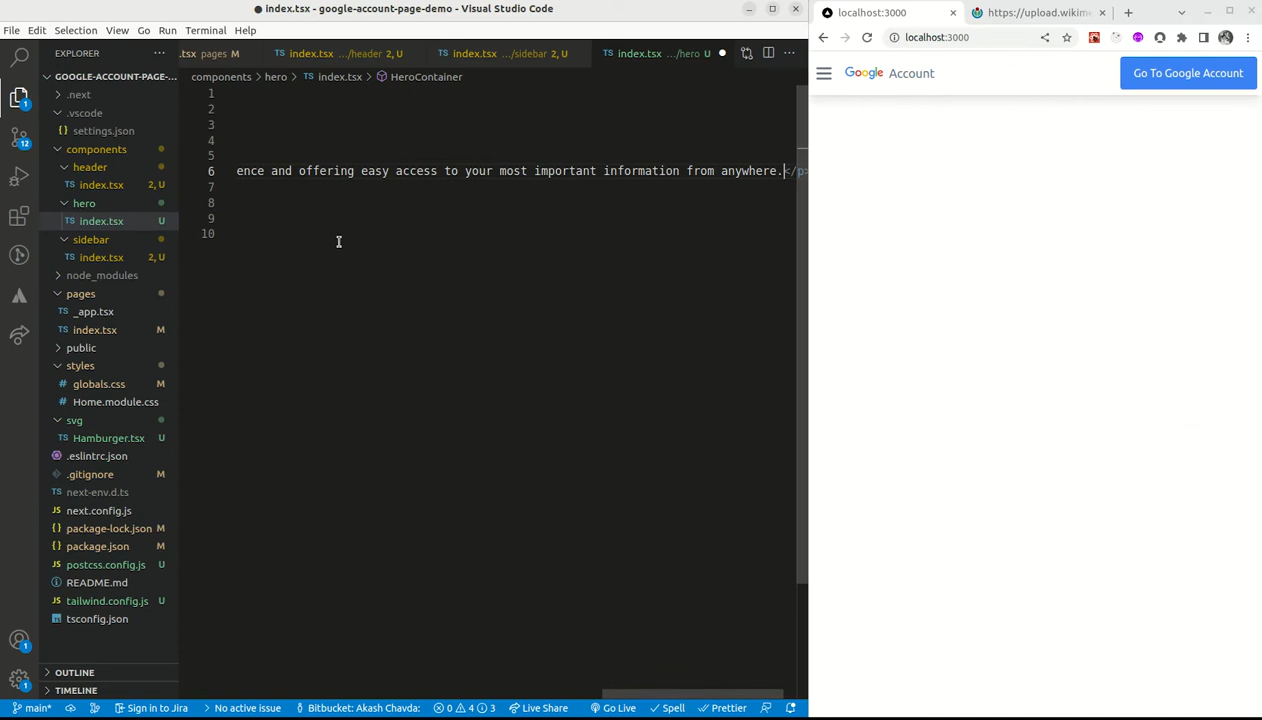 index.tsx - google-account-page-demo - Visual Studio Code
File Edit Selection View Go Run Terminal Help
EXPLORER
.tsx pages M
index.tsx .../header 2, U
index.tsx .../sidebar 2, U
index.tsx .../hero U
components > hero > index.tsx > HeroContainer
GOOGLE-ACCOUNT-PAGE-...
.next
.vscode
settings.json
components
header
index.tsx 2, U
hero
index.tsx U
sidebar
index.tsx 2, U
node_modules
pages
_app.tsx
index.tsx M
public
styles
globals.css M
Home.module.css
svg
Hamburger.tsx U
.eslintrc.json
.gitignore M
next-env.d.ts
next.config.js
package-lock.json M
package.json M
postcss.config.js U
README.md
tailwind.config.js U
tsconfig.json
OUTLINE
TIMELINE
1
2
3
4
5
6 ence and offering easy access to your most important information from anywhere.</p>
7
8
9
10
1
12
1
1
main* Sign in to Jira No active issue Bitbucket: Akash Chavda: 0 4 3 Live Share Go Live Spell Prettier
localhost:3000
https://upload.wikime
localhost:3000
Google Account
Go To Google Account